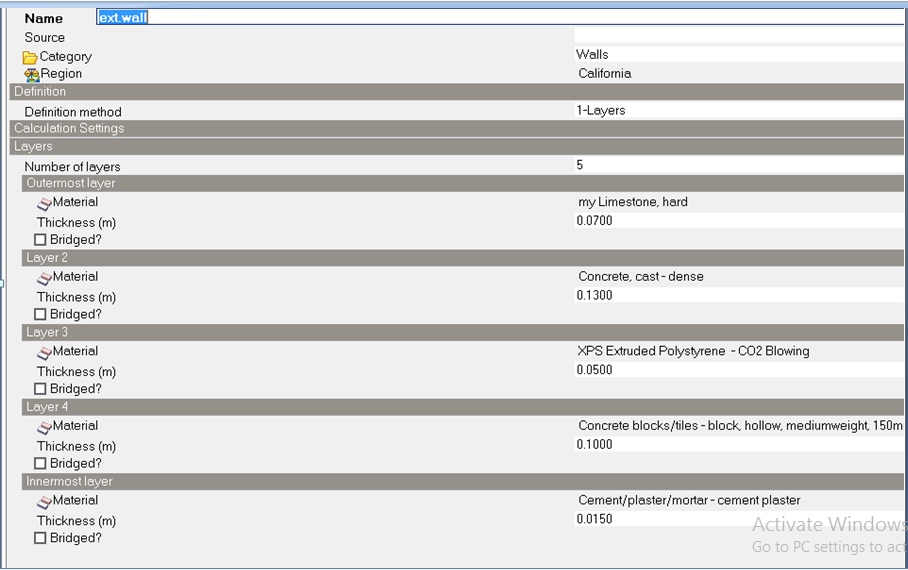 Name ext.wall
Source
Category Walls
Region California
Definition
Definition method 1-Layers
Calculation Settings
Layers
Number of layers 5
Outermost layer
Material my Limestone, hard
Thickness (m) 0.0700
Bridged?
Layer 2
Material Concrete, cast - dense
Thickness (m) 0.1300
Bridged?
Layer 3
Material XPS Extruded Polystyrene - CO2 Blowing
Thickness (m) 0.0500
Bridged?
Layer 4
Material Concrete blocks/tiles - block, hollow, mediumweight, 150m
Thickness (m) 0.1000
Bridged?
Innermost layer
Material Cement/plaster/mortar - cement plaster
Thickness (m) 0.0150
Bridged?
Activate Windows
Go to PC settings to act